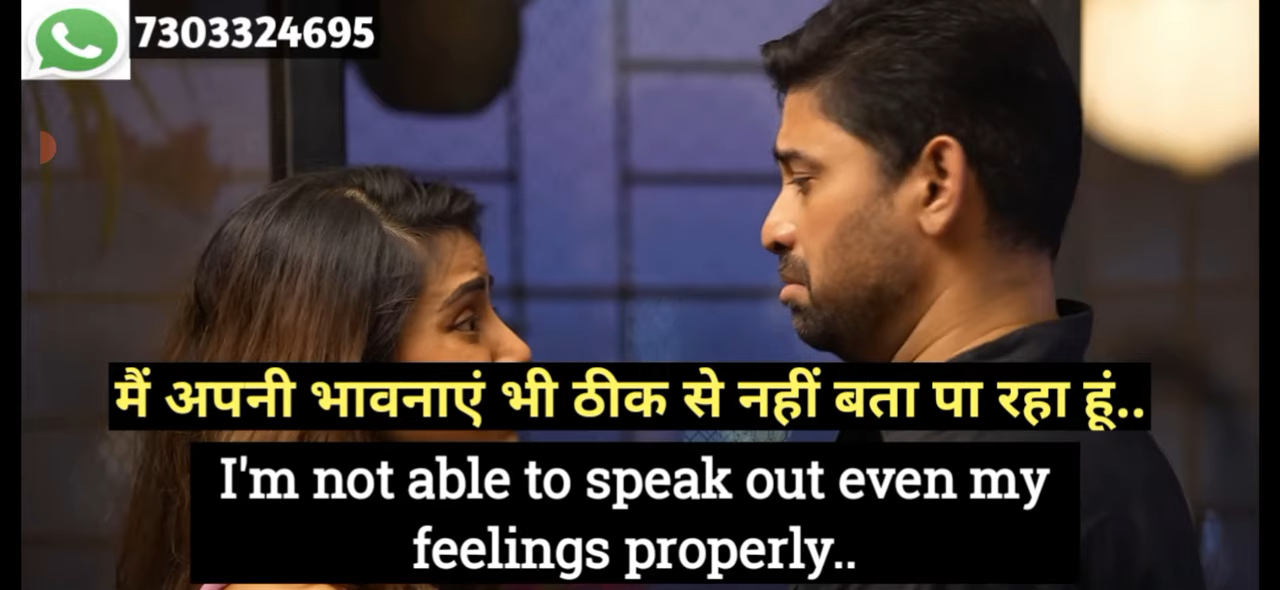 7303324695
मैं अपनी भावनाएं भी ठीक से नहीं बता पा रहा हूं..
I'm not able to speak out even my
feelings properly..